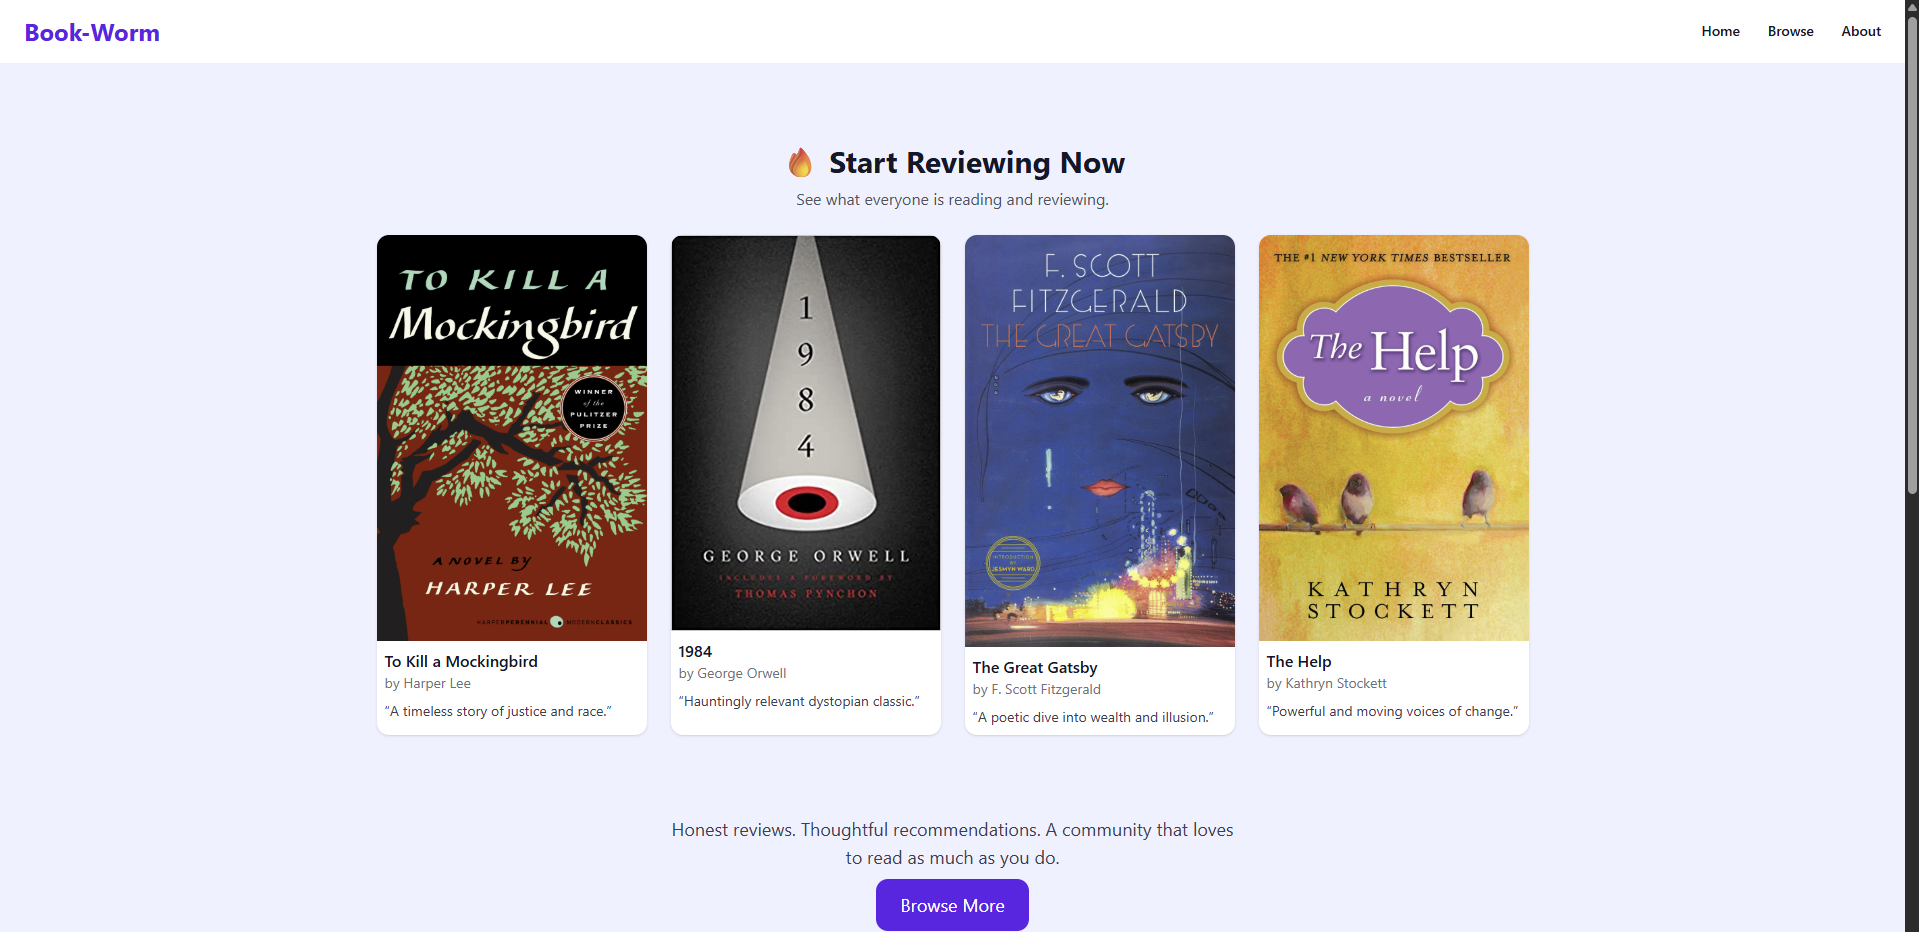 Book-Worm
Home Browse About
🔥 Start Reviewing Now
See what everyone is reading and reviewing.
TO KILL A
Mockingbird
WINNER
of the
PULITZER
PRIZE
A NOVEL BY
HARPER LEE
HARPERPERENNIAL MODERNCLASSICS
To Kill a Mockingbird
by Harper Lee
“A timeless story of justice and race.”
1
9
8
4
GEORGE ORWELL
INCLUDES A FOREWORD BY
THOMAS PYNCHON
1984
by George Orwell
“Hauntingly relevant dystopian classic.”
F. SCOTT
FITZGERALD
THE GREAT GATSBY
INTRODUCTION
BY
JESMYN WARD
The Great Gatsby
by F. Scott Fitzgerald
“A poetic dive into wealth and illusion.”
THE #1 NEW YORK TIMES BESTSELLER
The Help
a novel
KATHRYN
STOCKETT
The Help
by Kathryn Stockett
“Powerful and moving voices of change.”
Honest reviews. Thoughtful recommendations. A community that loves
to read as much as you do.
Browse More